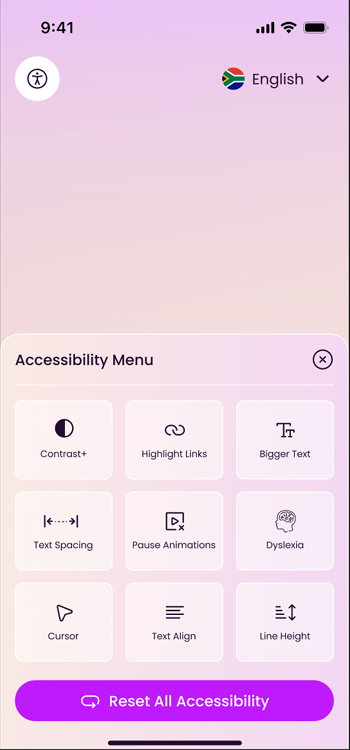 9:41
English
Accessibility Menu
Contrast+
Highlight Links
Bigger Text
Text Spacing
Pause Animations
Dyslexia
Cursor
Text Align
Line Height
Reset All Accessibility